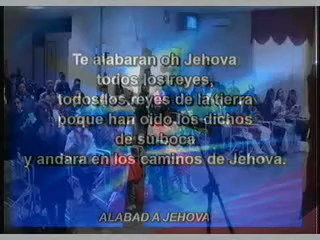 Te alabaran oh Jehova
todos los reyes,
todos los reyes de la tierra
poque han oido los dichos
de su boca
y andara en los caminos de Jehova.
ALABAD A JEHOVA